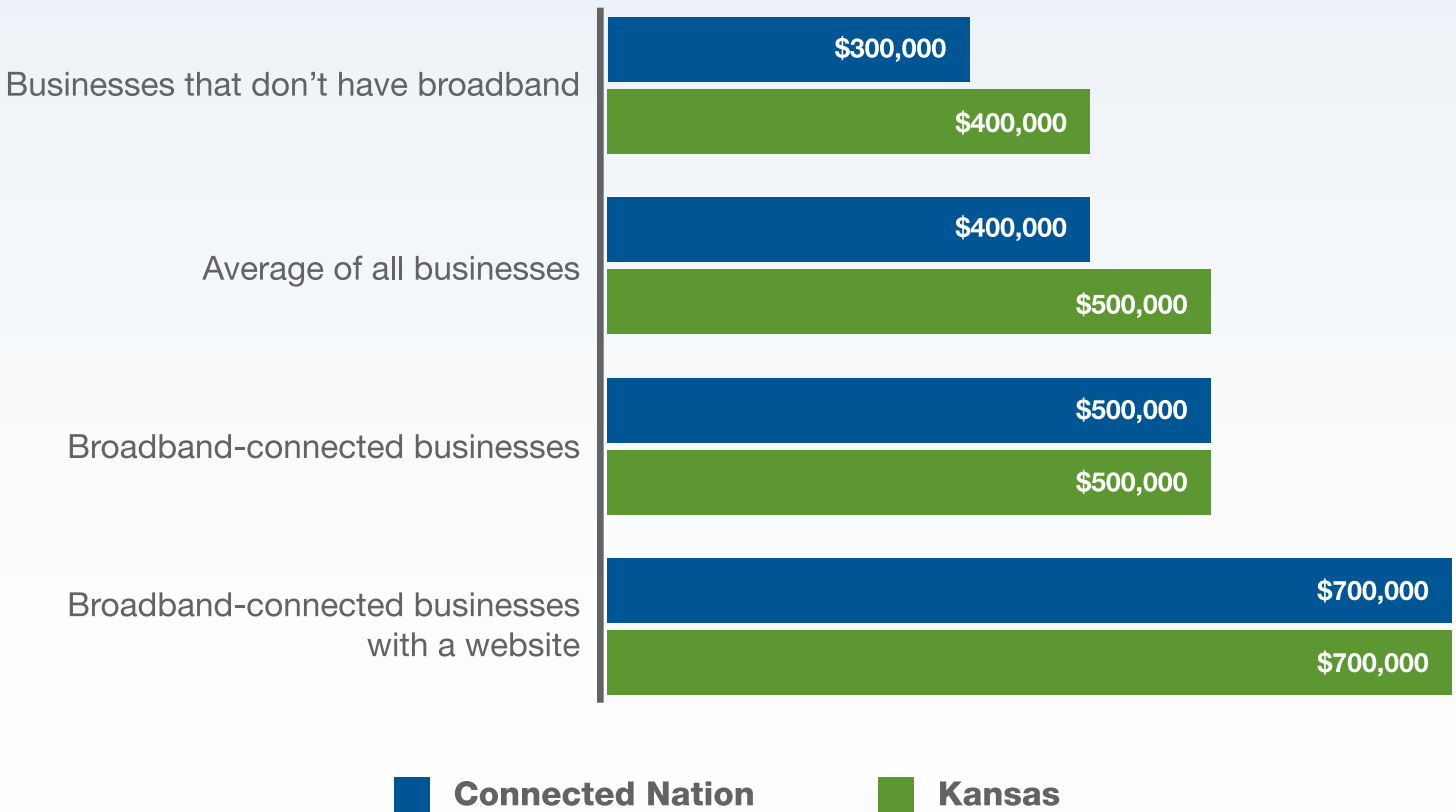 Businesses that don’t have broadband
$300,000
$400,000
Average of all businesses
$400,000
$500,000
Broadband-connected businesses
$500,000
$500,000
Broadband-connected businesses
with a website
$700,000
$700,000
Connected Nation
Kansas